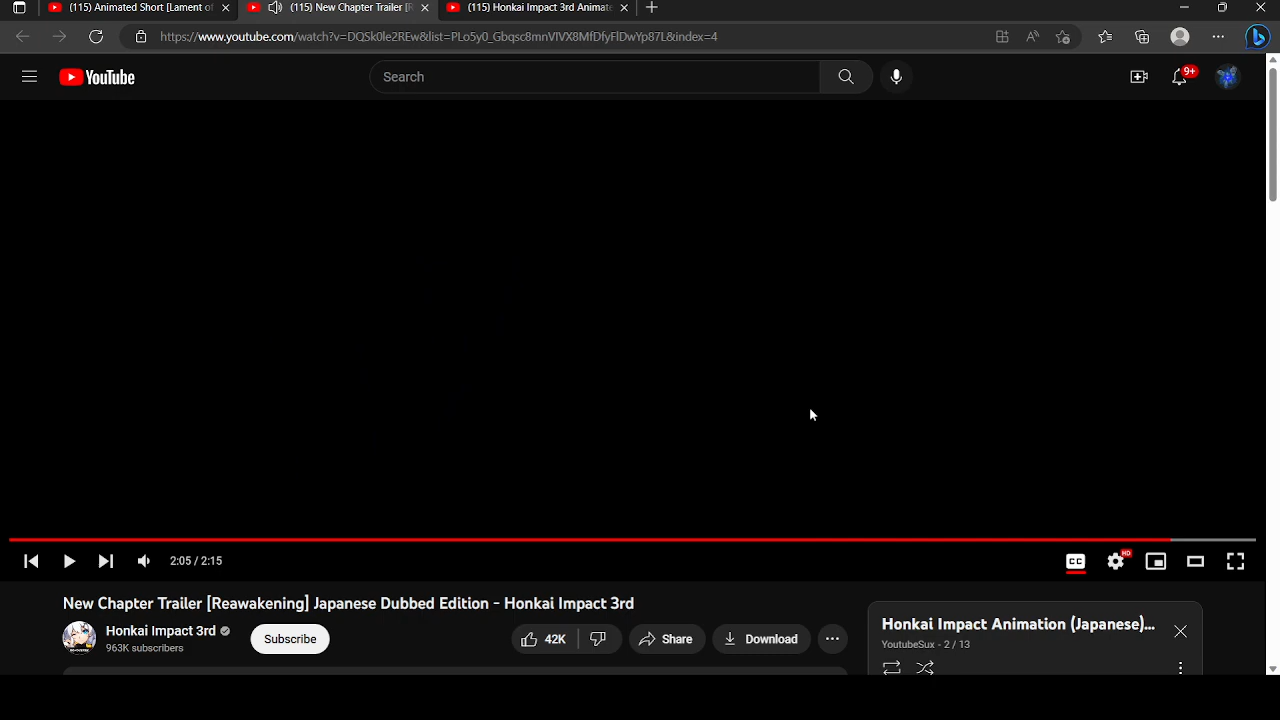 (115) Animated Short [Lament of
(115) New Chapter Trailer [R
(115) Honkai Impact 3rd Animate
https://www.youtube.com/watch?v=DQSk0le2REw&list=PLo5y0_Gbqsc8mnVIVX8MfDfyFlDwYp87L&index=4
YouTube
Search
9+
2:05 / 2:15
CC
HD
New Chapter Trailer [Reawakening] Japanese Dubbed Edition - Honkai Impact 3rd
Honkai Impact 3rd
963K subscribers
Subscribe
42K
Share
Download
Honkai Impact Animation (Japanese)...
YoutubeSux - 2 / 13